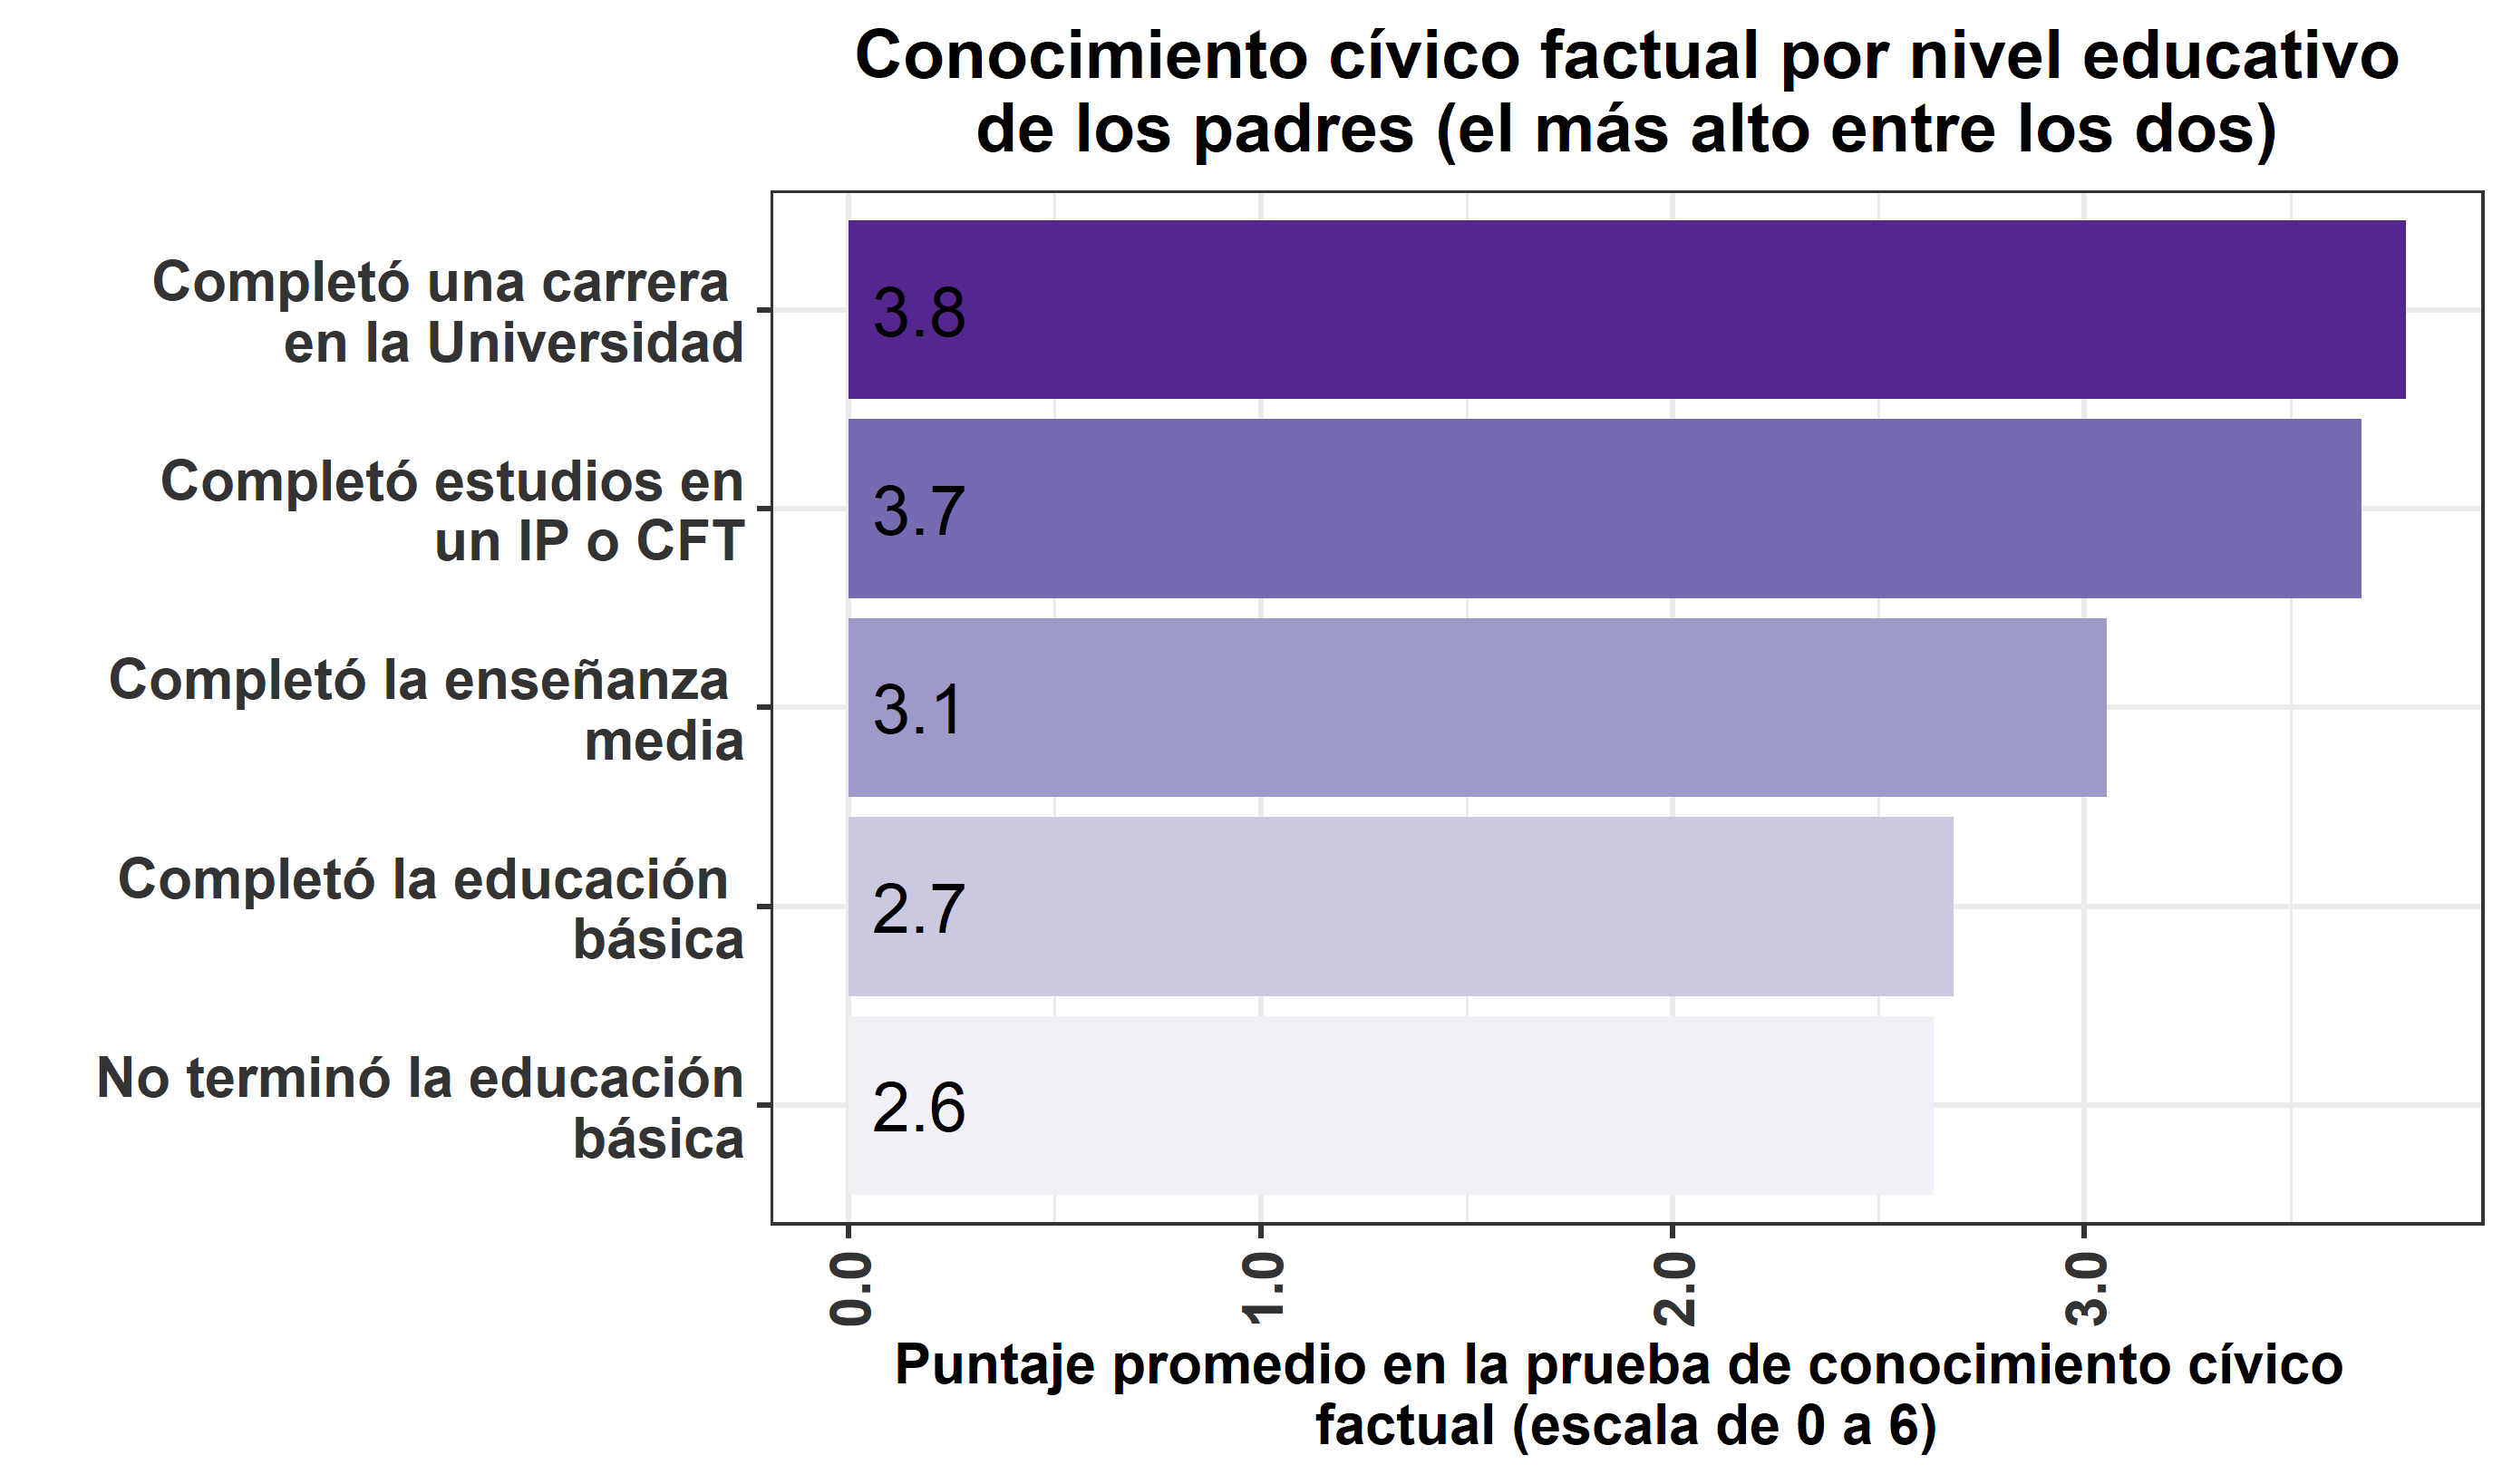 Conocimiento cívico factual por nivel educativo
de los padres (el más alto entre los dos)
Completó una carrera
en la Universidad
3.8
Completó estudios en
un IP o CFT
3.7
Completó la enseñanza
media
3.1
Completó la educación
básica
2.7
No terminó la educación
básica
2.6
0.0
1.0
2.0
3.0
Puntaje promedio en la prueba de conocimiento cívico
factual (escala de 0 a 6)